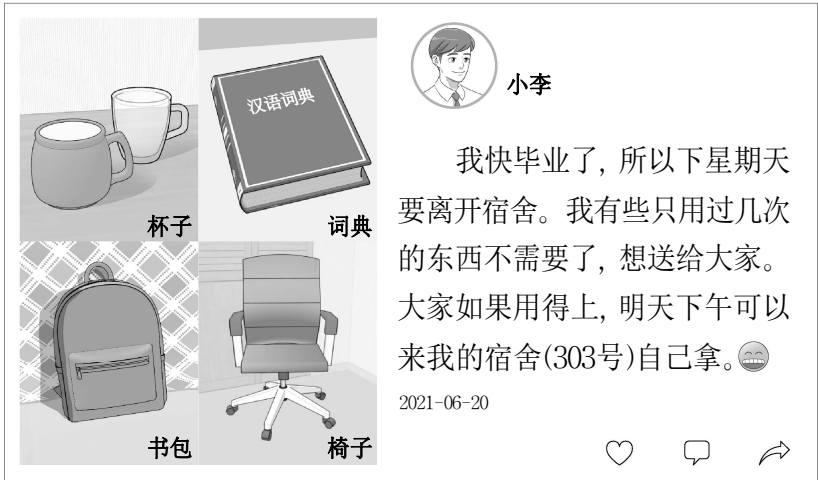 汉语词典
杯子
词典
书包
椅子
小李
我快毕业了, 所以下星期天
要离开宿舍。我有些只用过几次
的东西不需要了, 想送给大家。
大家如果用得上, 明天下午可以
来我的宿舍(303号)自己拿。
2021-06-20